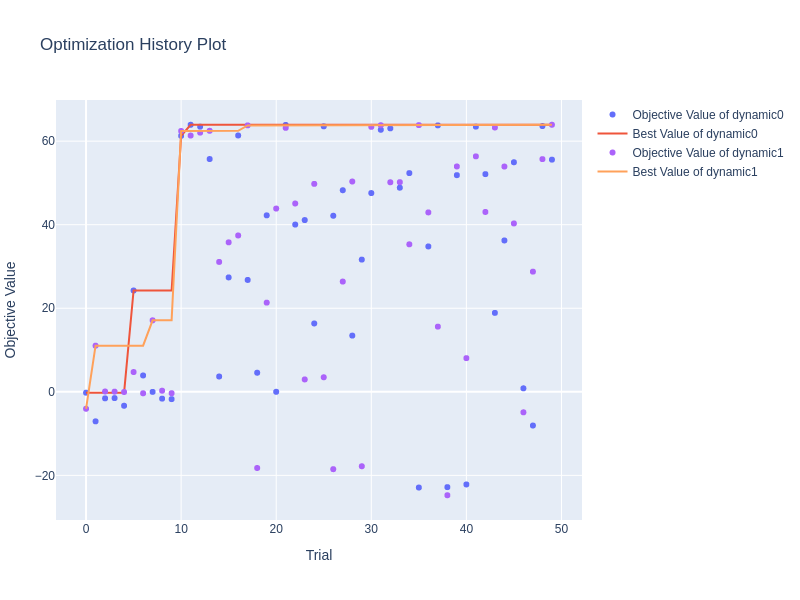 Optimization History Plot
Objective Value of dynamic0
Best Value of dynamic0
Objective Value of dynamic1
Best Value of dynamic1
60
40
20
0
−20
Objective Value
0 10 20 30 40 50
Trial